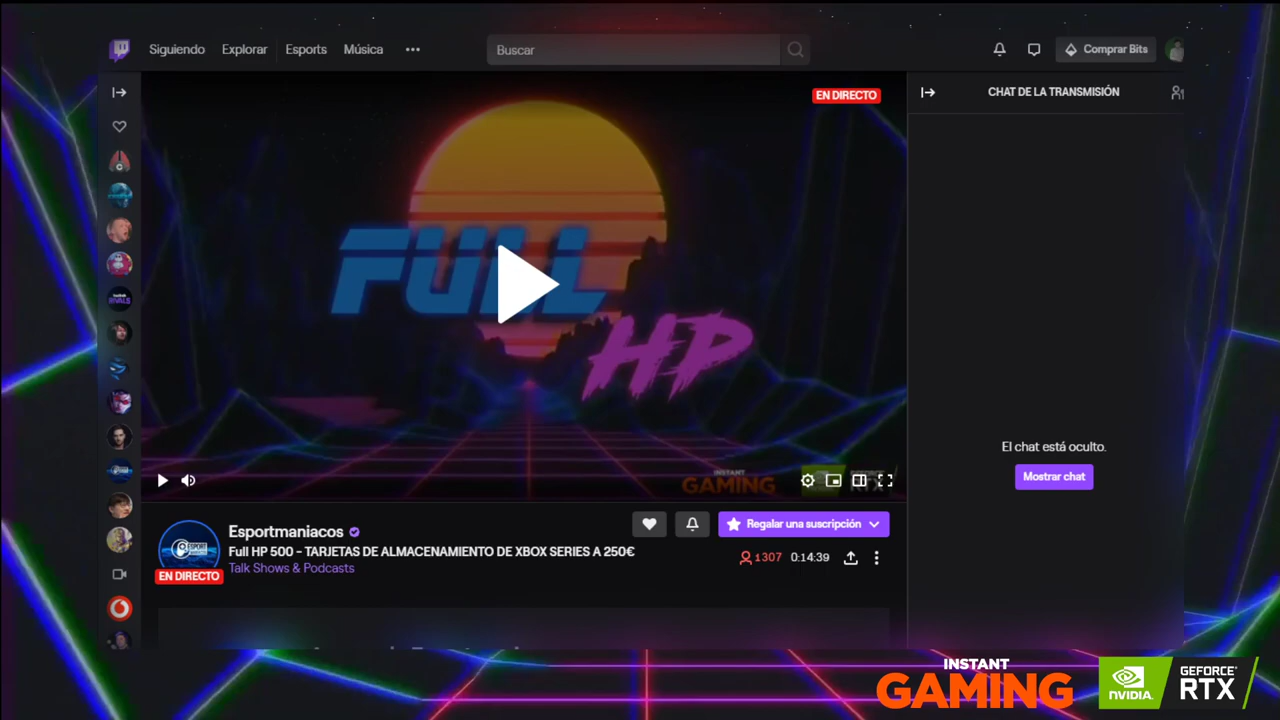 Siguiendo
Explorar
Esports
Música
Buscar
Comprar Bits
EN DIRECTO
CHAT DE LA TRANSMISIÓN
FULL
HP
El chat está oculto.
Mostrar chat
INSTANT
GAMING
RTX
Esportmaniacos
Regalar una suscripción
Full HP 500 - TARJETAS DE ALMACENAMIENTO DE XBOX SERIES A 250€
1307
0:14:39
Talk Shows & Podcasts
EN DIRECTO
INSTANT
GAMING
NVIDIA.
GEFORCE
RTX